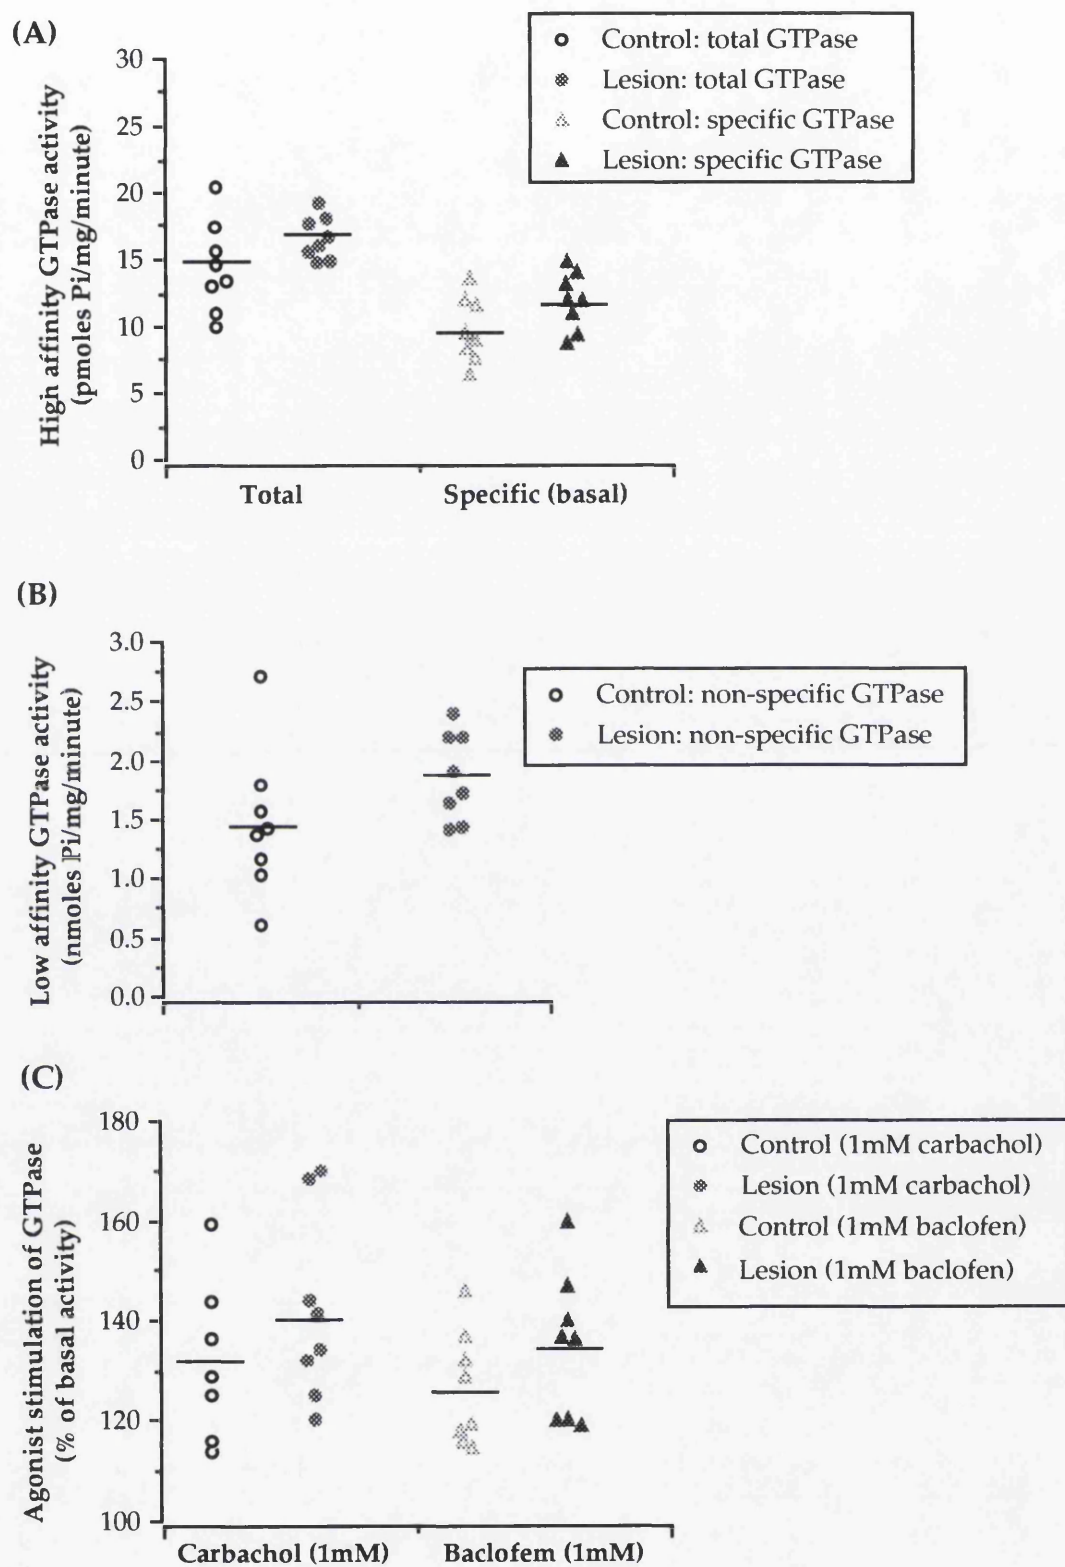 (A)
Control: total GTPase
Lesion: total GTPase
Control: specific GTPase
Lesion: specific GTPase
High affinity GTPase activity
(pmoles Pi/mg/minute)
30
25
20
15
10
5
0
Total
Specific (basal)
(B)
Low affinity GTPase activity
(nmoles Pi/mg/minute)
3.0
2.5
2.0
1.5
1.0
0.5
0.0
Control: non-specific GTPase
Lesion: non-specific GTPase
(C)
Agonist stimulation of GTPase
(% of basal activity)
180
160
140
120
100
Control (1mM carbachol)
Lesion (1mM carbachol)
Control (1mM baclofen)
Lesion (1mM baclofen)
Carbachol (1mM)
Baclofem (1mM)